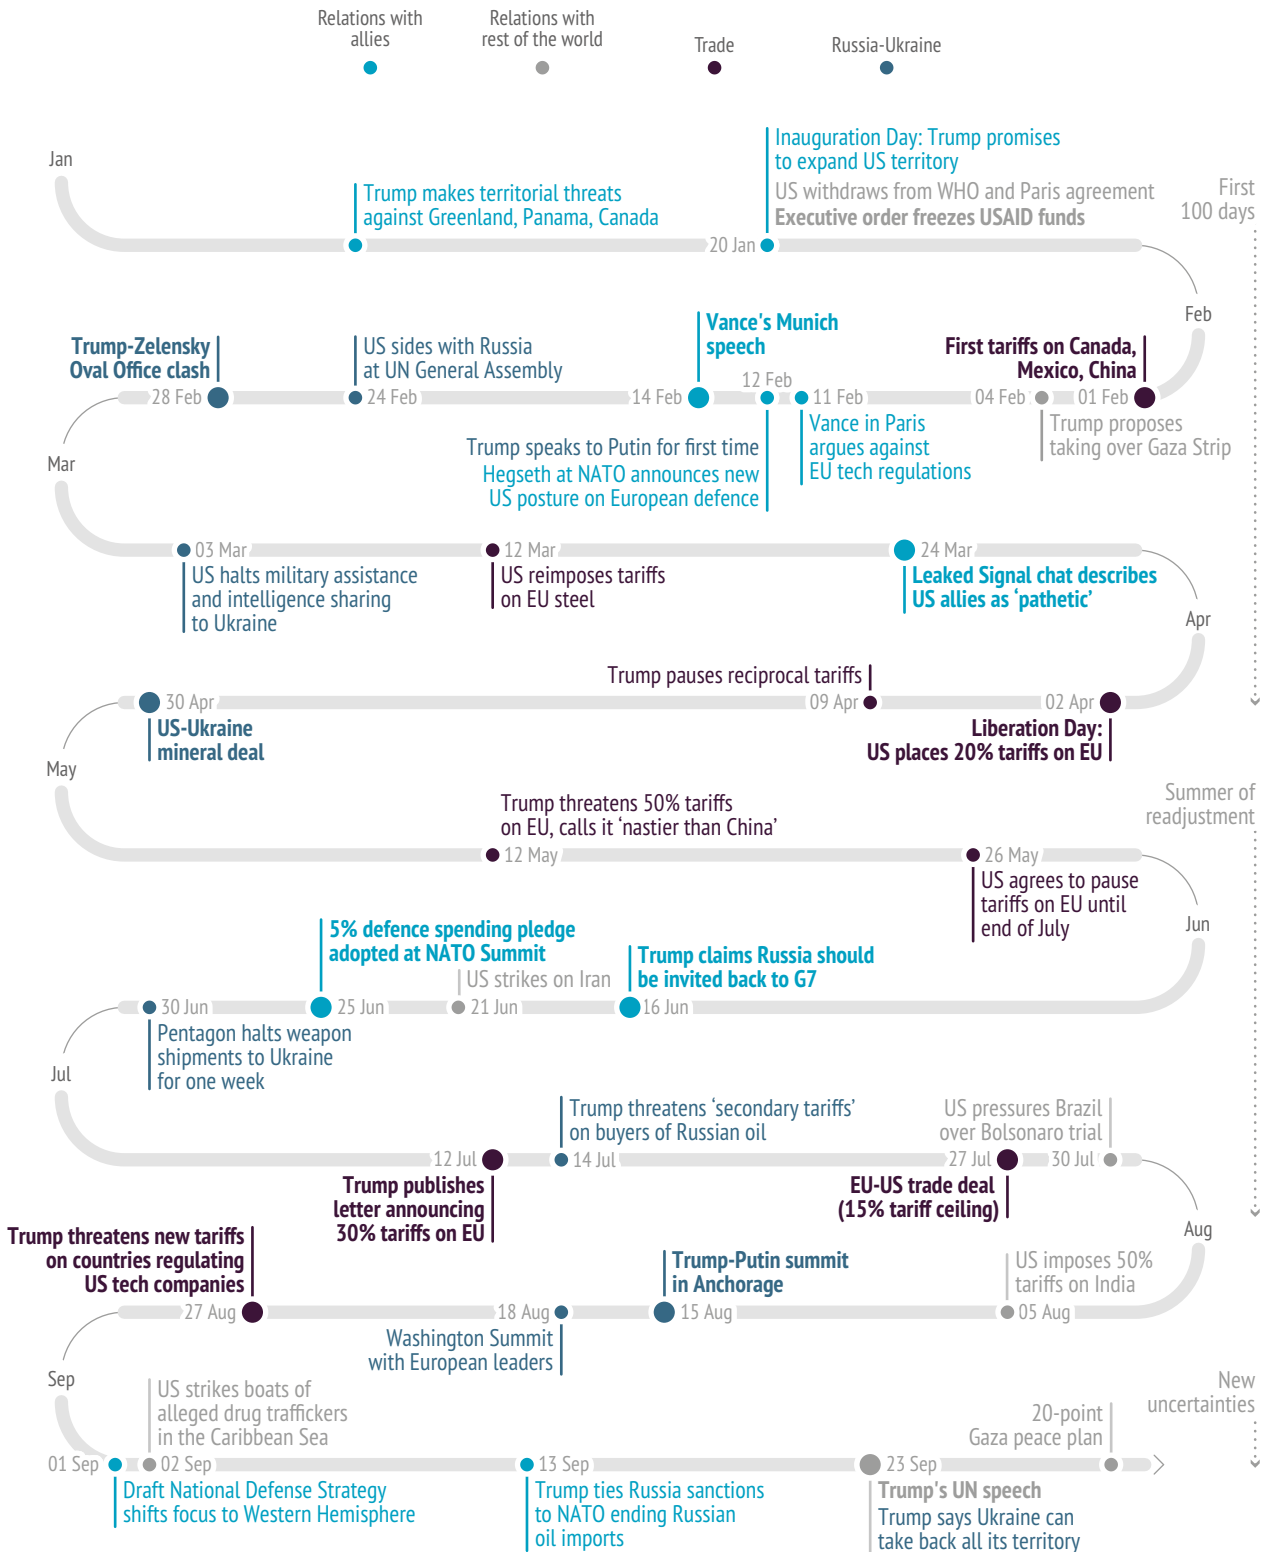 Relations with
allies
Relations with
rest of the world
Trade
Russia-Ukraine
Jan
Trump makes territorial threats
against Greenland, Panama, Canada
Inauguration Day: Trump promises
to expand US territory
US withdraws from WHO and Paris agreement
Executive order freezes USAID funds
20 Jan
First
100 days
Feb
First tariffs on Canada,
Mexico, China
01 Feb
04 Feb
Trump proposes
taking over Gaza Strip
11 Feb
Vance in Paris
argues against
EU tech regulations
12 Feb
Trump speaks to Putin for first time
Hegseth at NATO announces new
US posture on European defence
Vance's Munich
speech
14 Feb
US sides with Russia
at UN General Assembly
24 Feb
Trump-Zelensky
Oval Office clash
28 Feb
Mar
03 Mar
US halts military assistance
and intelligence sharing
to Ukraine
12 Mar
US reimposes tariffs
on EU steel
24 Mar
Leaked Signal chat describes
US allies as ‘pathetic’
Apr
02 Apr
Liberation Day:
US places 20% tariffs on EU
Trump pauses reciprocal tariffs
09 Apr
30 Apr
US-Ukraine
mineral deal
May
Trump threatens 50% tariffs
on EU, calls it ‘nastier than China’
12 May
26 May
US agrees to pause
tariffs on EU until
end of July
Summer of
readjustment
Jun
Trump claims Russia should
be invited back to G7
16 Jun
US strikes on Iran
21 Jun
5% defence spending pledge
adopted at NATO Summit
25 Jun
30 Jun
Pentagon halts weapon
shipments to Ukraine
for one week
Jul
12 Jul
Trump publishes
letter announcing
30% tariffs on EU
Trump threatens ‘secondary tariffs’
on buyers of Russian oil
14 Jul
27 Jul
EU-US trade deal
(15% tariff ceiling)
US pressures Brazil
over Bolsonaro trial
30 Jul
Aug
US imposes 50%
tariffs on India
05 Aug
Trump-Putin summit
in Anchorage
15 Aug
18 Aug
Washington Summit
with European leaders
Trump threatens new tariffs
on countries regulating
US tech companies
27 Aug
Sep
01 Sep
Draft National Defense Strategy
shifts focus to Western Hemisphere
US strikes boats of
alleged drug traffickers
in the Caribbean Sea
02 Sep
13 Sep
Trump ties Russia sanctions
to NATO ending Russian
oil imports
23 Sep
Trump's UN speech
Trump says Ukraine can
take back all its territory
20-point
Gaza peace plan
New
uncertainties